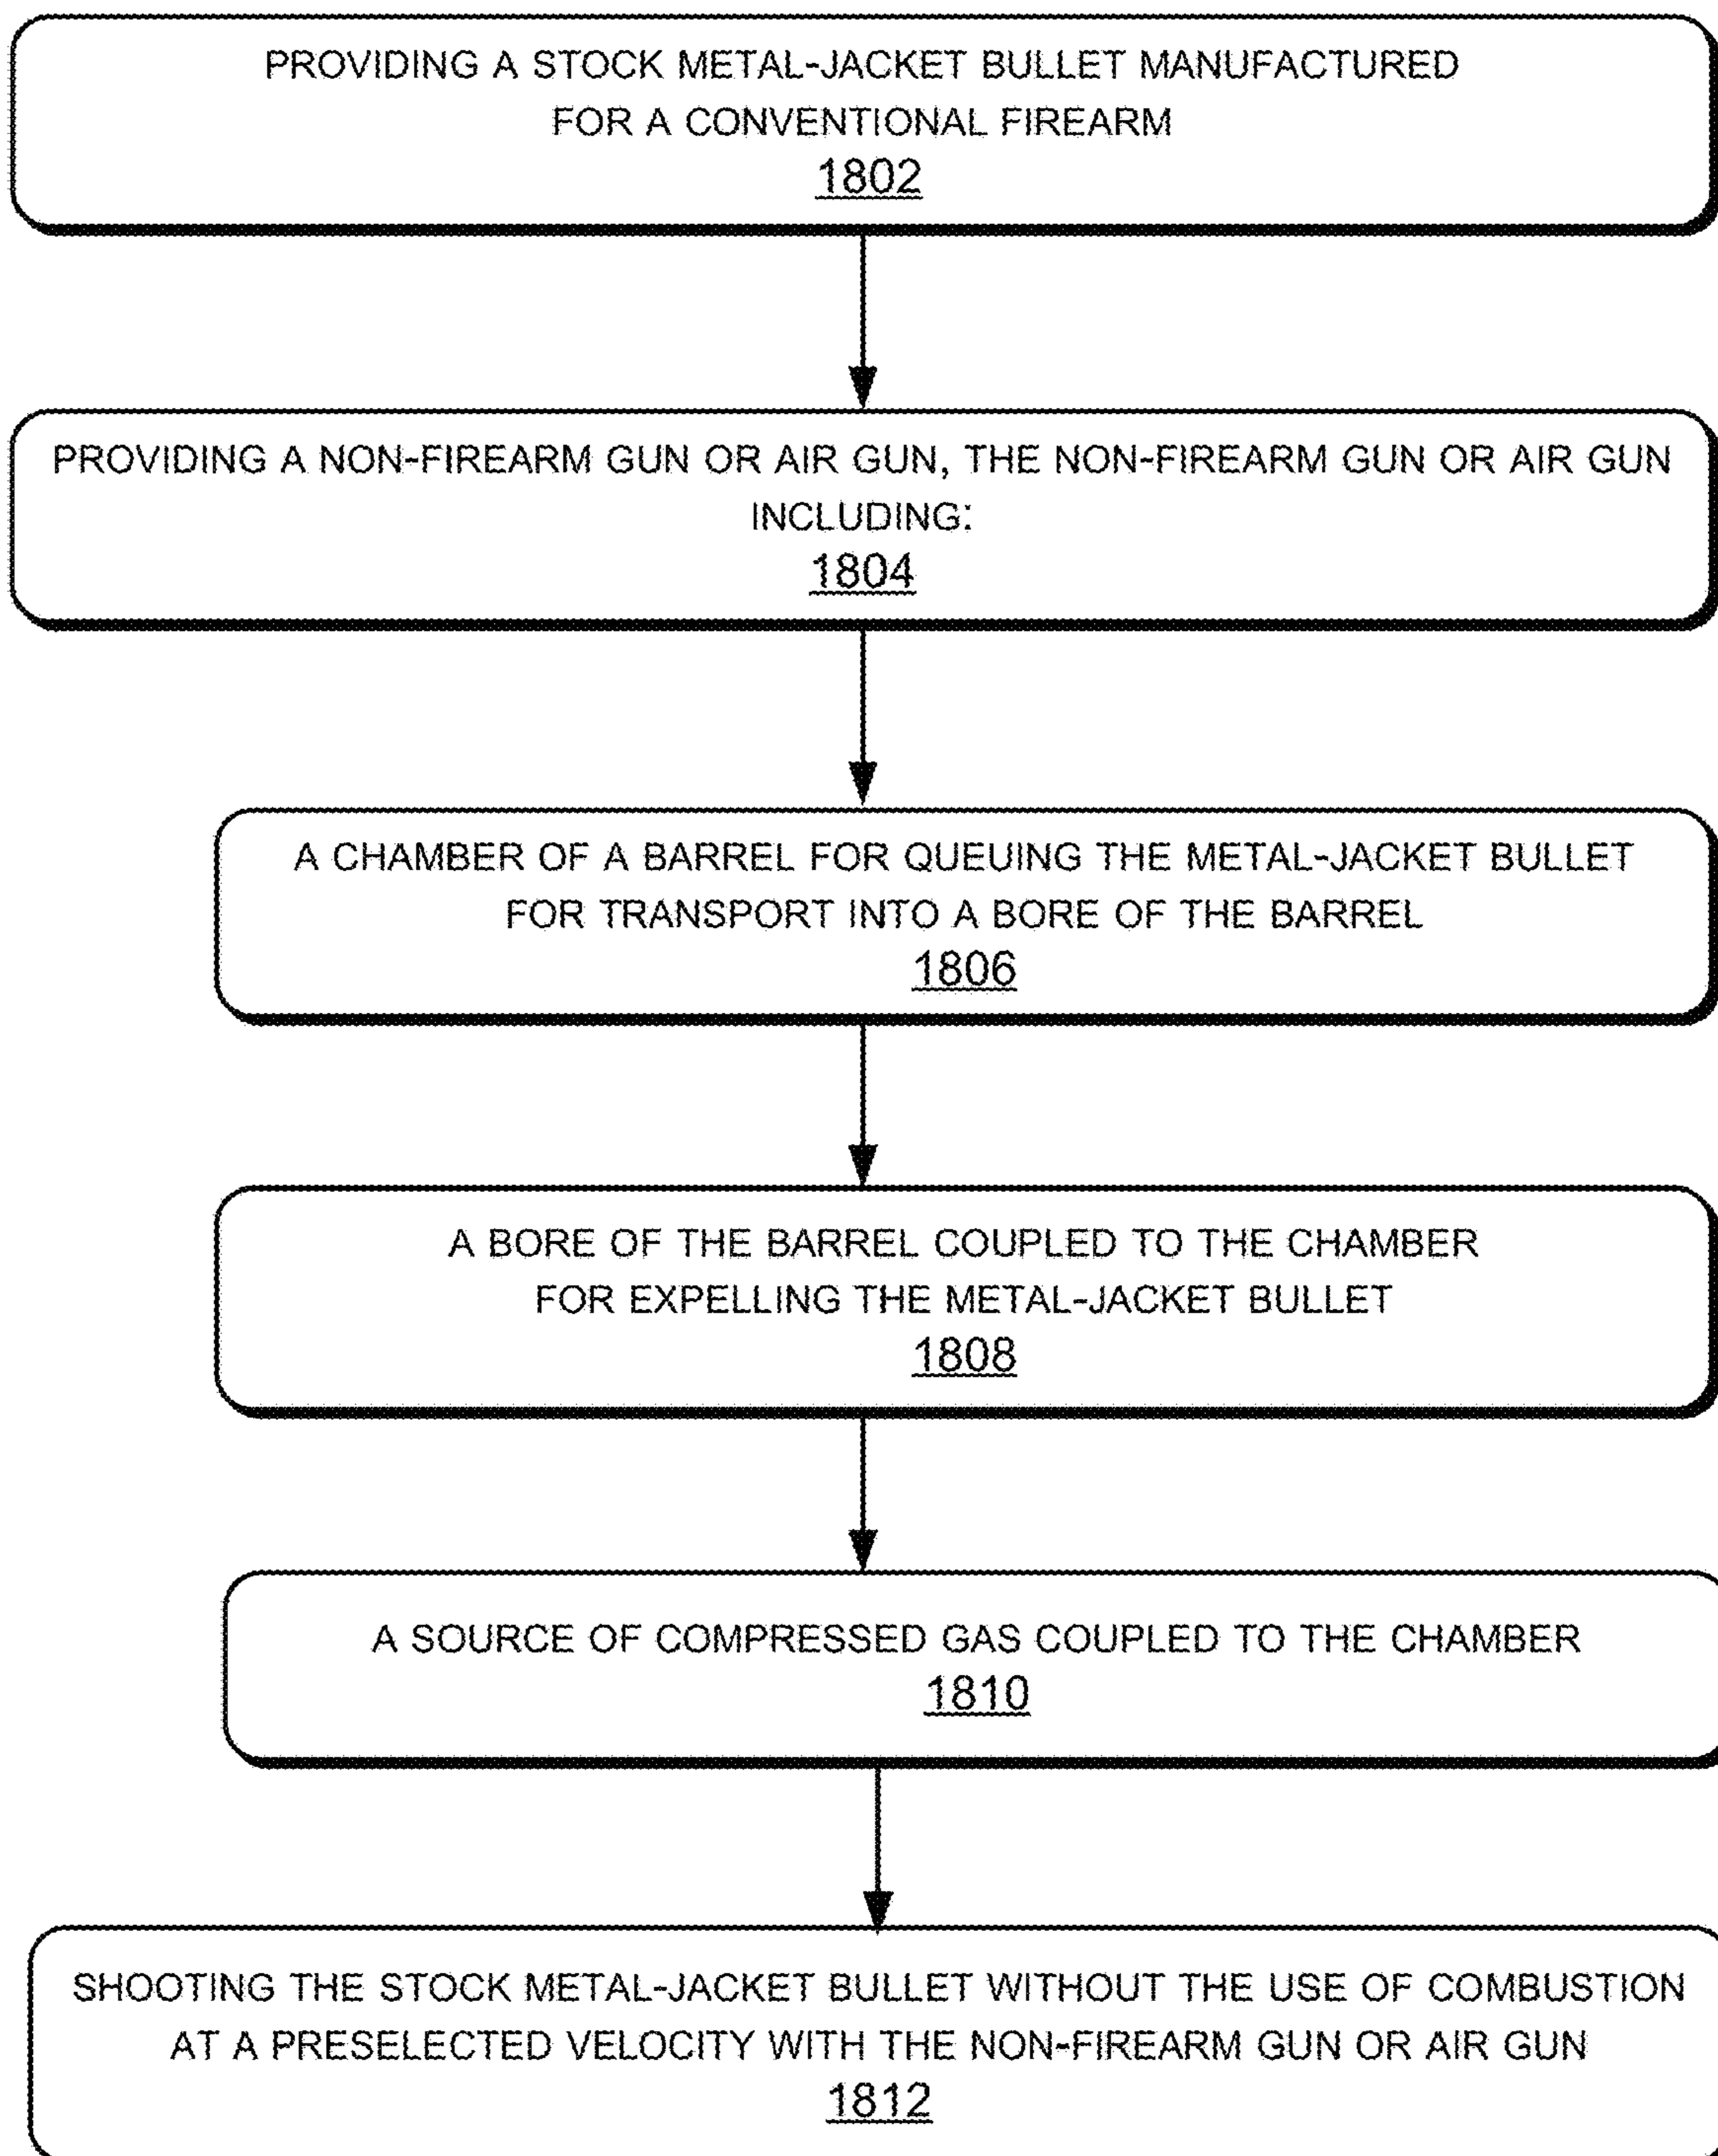 PROVIDING A STOCK METAL-JACKET BULLET MANUFACTURED
FOR A CONVENTIONAL FIREARM
1802
PROVIDING A NON-FIREARM GUN OR AIR GUN, THE NON-FIREARM GUN OR AIR GUN
INCLUDING:
1804
A CHAMBER OF A BARREL FOR QUEUING THE METAL-JACKET BULLET
FOR TRANSPORT INTO A BORE OF THE BARREL
1806
A BORE OF THE BARREL COUPLED TO THE CHAMBER
FOR EXPELLING THE METAL-JACKET BULLET
1808
A SOURCE OF COMPRESSED GAS COUPLED TO THE CHAMBER
1810
SHOOTING THE STOCK METAL-JACKET BULLET WITHOUT THE USE OF COMBUSTION
AT A PRESELECTED VELOCITY WITH THE NON-FIREARM GUN OR AIR GUN
1812